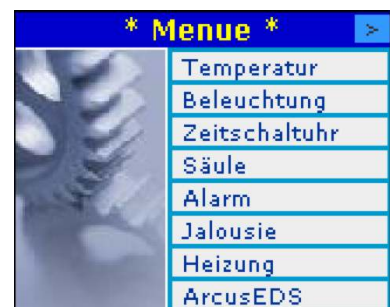 * Menue * >
Temperatur
Beleuchtung
Zeitschaltuhr
Säule
Alarm
Jalousie
Heizung
ArcusEDS